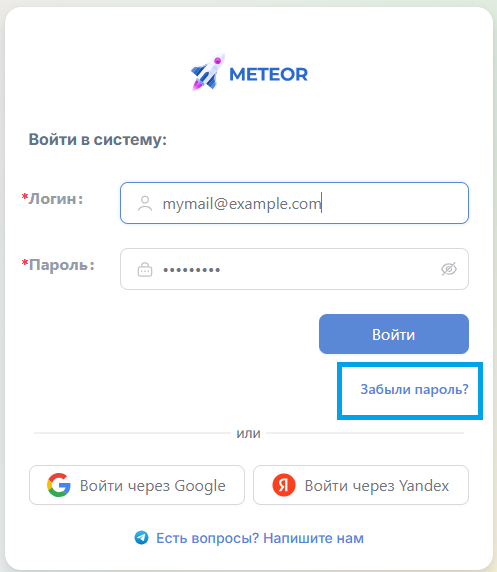 METEOR
Войти в систему:
*Логин:
mymail@example.com
*Пароль:
•••••••••
Войти
Забыли пароль?
или
Войти через Google
Я Войти через Yandex
Есть вопросы? Напишите нам